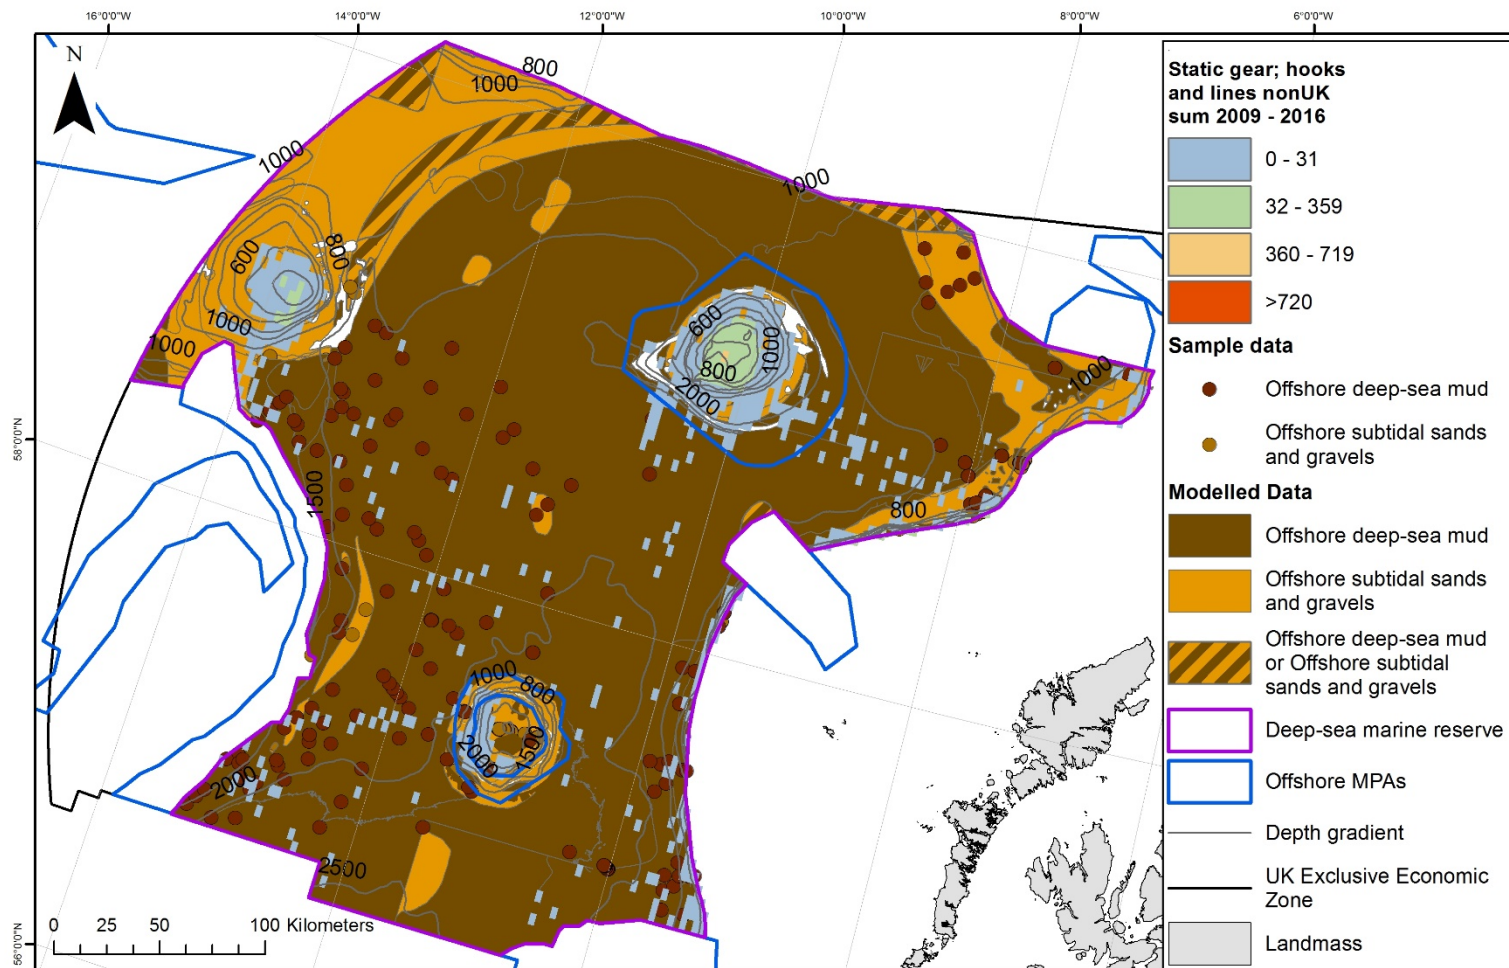 16°0'0"W
14°0'0"W
12°0'0"W
10°0'0"W
8°0'0"W
6°0'0"W
N
800
1000
1000
1000
800
600
1000
1000
600
1000
800
2000
1000
58°0'0"N
1500
800
1000
800
2000
1500
2000
2500
0 25 50 100 Kilometers
56°0'0"N
Static gear; hooks
and lines nonUK
sum 2009 - 2016
0 - 31
32 - 359
360 - 719
>720
Sample data
Offshore deep-sea mud
Offshore subtidal sands
and gravels
Modelled Data
Offshore deep-sea mud
Offshore subtidal sands
and gravels
Offshore deep-sea mud
or Offshore subtidal
sands and gravels
Deep-sea marine reserve
Offshore MPAs
Depth gradient
UK Exclusive Economic
Zone
Landmass